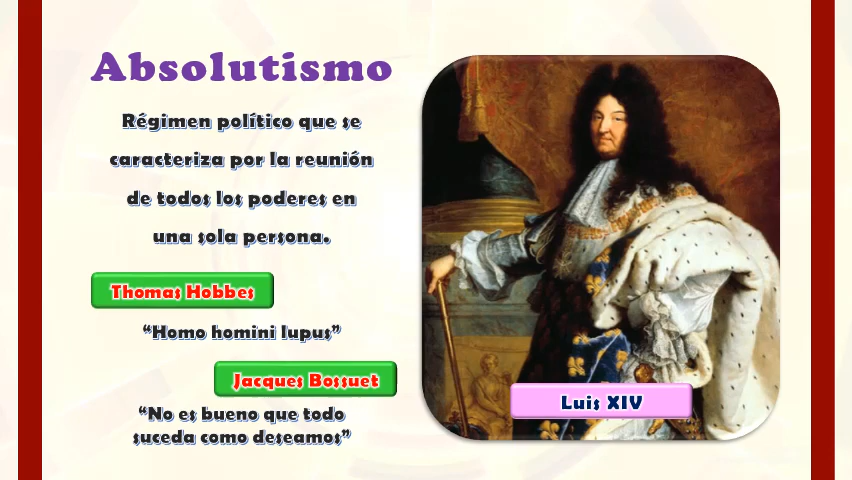 Absolutismo
Régimen político que se
caracteriza por la reunión
de todos los poderes en
una sola persona.
Thomas Hobbes
“Homo homini lupus”
Jacques Bossuet
“No es bueno que todo
suceda como deseamos”
Luis XIV